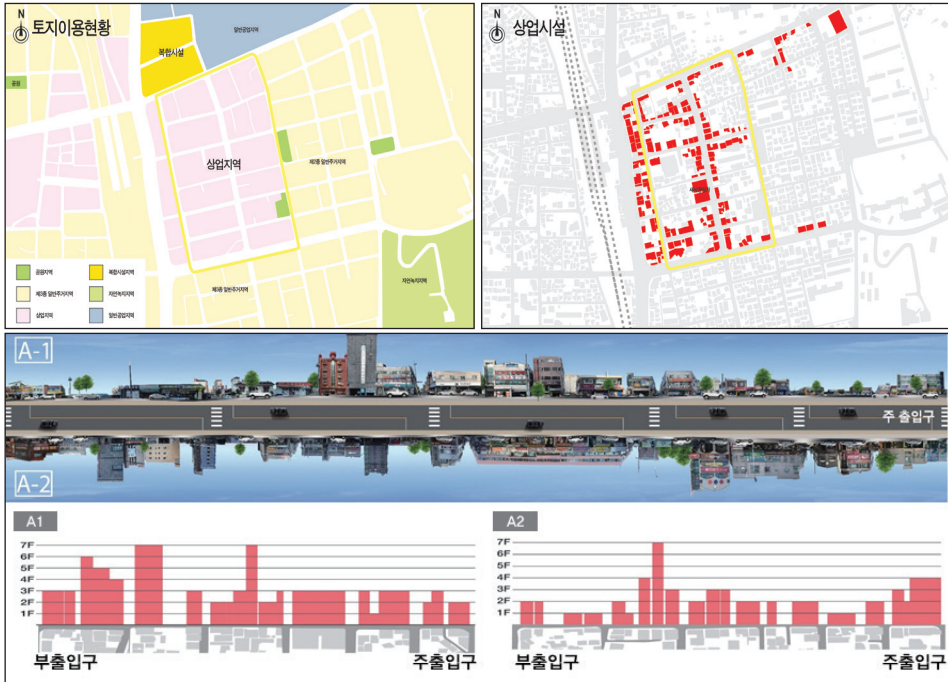 N
토지이용현황
복합시설
일반공업지역
공원
상업지역
제2종 일반주거지역
제3종 일반주거지역
자연녹지지역
공원지역
복합시설지역
제3종 일반주거지역
자연녹지지역
상업지역
일반공업지역
N
상업시설
A-1
주 출입구
A-2
A1
7F
6F
5F
4F
3F
2F
1F
부출입구
주출입구
A2
7F
6F
5F
4F
3F
2F
1F
부출입구
주출입구